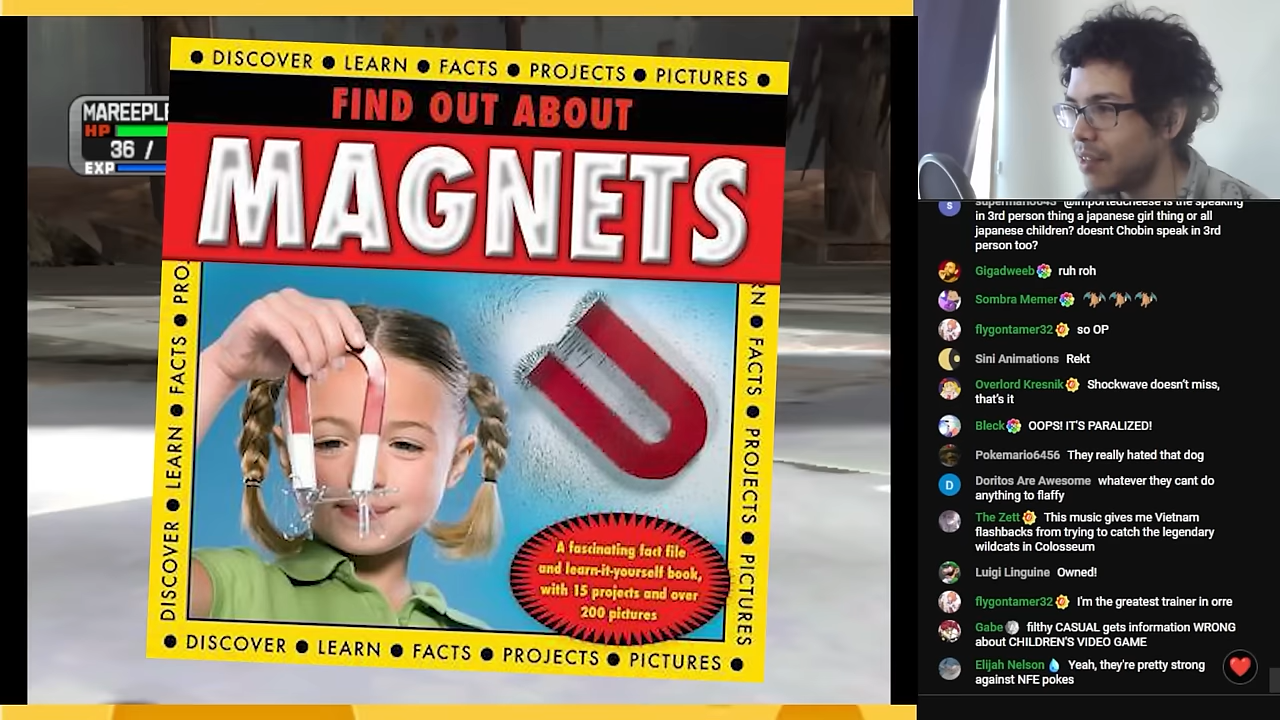 ● DISCOVER ● LEARN ● FACTS ● PROJECTS ● PICTURES ●
FIND OUT ABOUT
MAGNETS
MAREEPLE
HP
36 /
EXP
DISCOVER ● LEARN ● FACTS ● PRO
RN ● FACTS ● PROJECTS ● PICTURES
A fascinating fact file
and learn-it-yourself book,
with 15 projects and over
200 pictures
● DISCOVER ● LEARN ● FACTS ● PROJECTS ● PICTURES ●
s
supermario643 @importedcheese is the speaking
in 3rd person thing a japanese girl thing or all
japanese children? doesnt Chobin speak in 3rd
person too?
Gigadweeb ruh roh
Sombra Memer
flygontamer32 so OP
Sini Animations Rekt
Overlord Kresnik Shockwave doesn't miss,
that's it
Bleck OOPS! IT'S PARALIZED!
Pokemario6456 They really hated that dog
D
Doritos Are Awesome whatever they cant do
anything to flaffy
The Zett This music gives me Vietnam
flashbacks from trying to catch the legendary
wildcats in Colosseum
Luigi Linguine Owned!
flygontamer32 I'm the greatest trainer in orre
Gabe filthy CASUAL gets information WRONG
about CHILDREN'S VIDEO GAME
Elijah Nelson Yeah, they're pretty strong
against NFE pokes